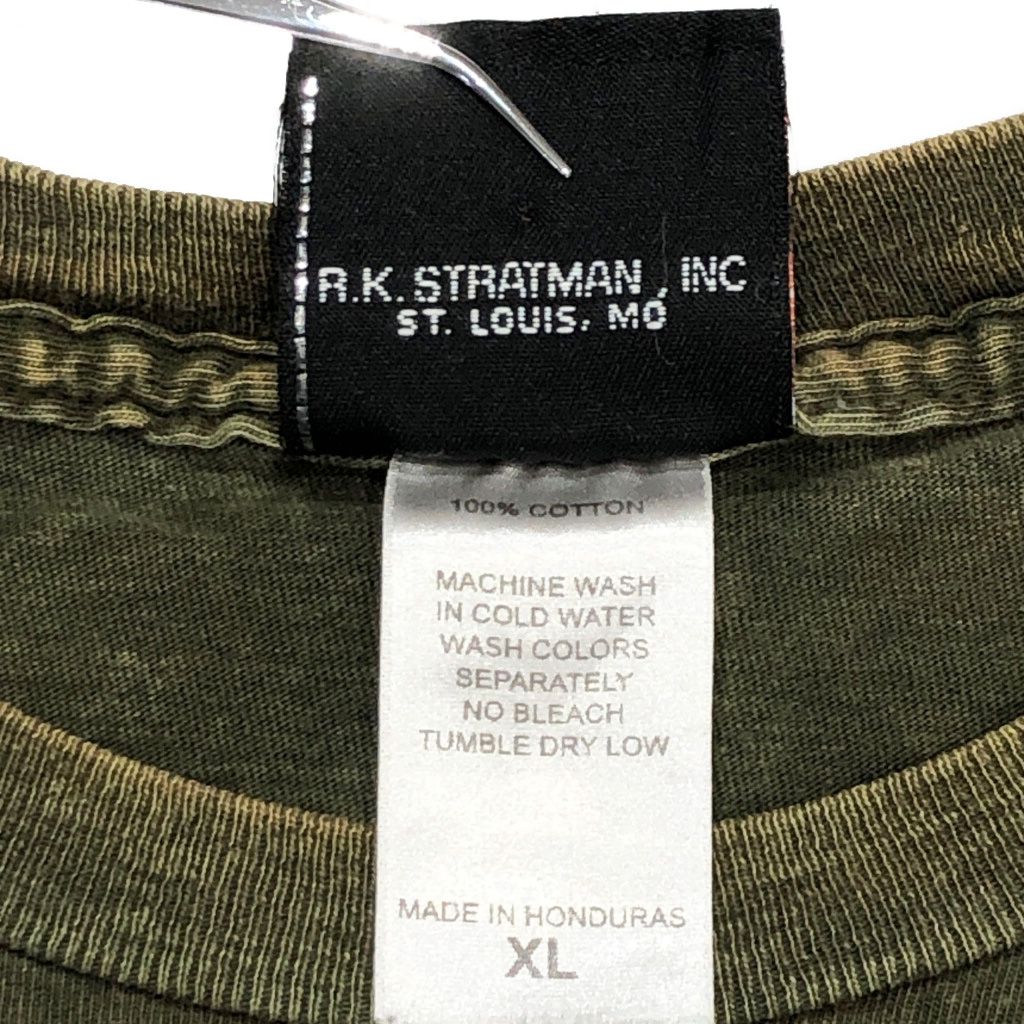 R.K. STRATMAN, INC
ST. LOUIS, MO
100% COTTON
MACHINE WASH
IN COLD WATER
WASH COLORS
SEPARATELY
NO BLEACH
TUMBLE DRY LOW
MADE IN HONDURAS
XL